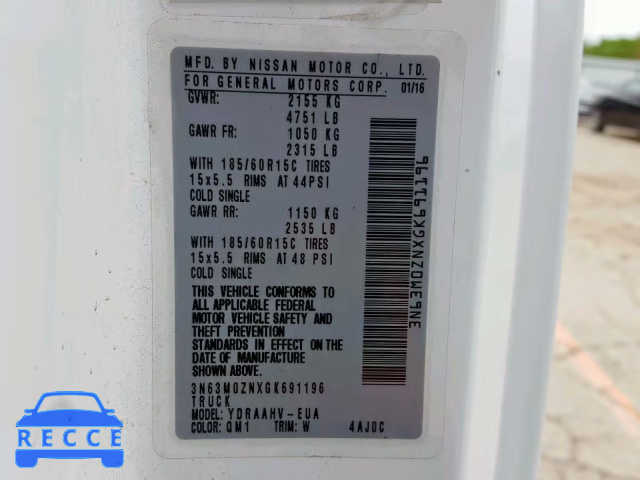 MFD. BY NISSAN MOTOR CO., LTD.
FOR GENERAL MOTORS CORP. 01/16
GVWR: 2155 KG
4751 LB
GAWR FR: 1050 KG
2315 LB
WITH 185/60R15C TIRES
15x5.5 RIMS AT 44PSI
COLD SINGLE
GAWR RR: 1150 KG
2535 LB
WITH 185/60R15C TIRES
15x5.5 RIMS AT 48 PSI
COLD SINGLE
THIS VEHICLE CONFORMS TO
ALL APPLICABLE FEDERAL
MOTOR VEHICLE SAFETY AND
THEFT PREVENTION
STANDARDS IN EFFECT ON THE
DATE OF MANUFACTURE
SHOWN ABOVE.
3N63M0ZNXGK691196
TRUCK
MODEL: YDRAAHV-EUA
COLOR: QM1 TRIM: W 4AJ0C
3N63M0ZNXGK691196